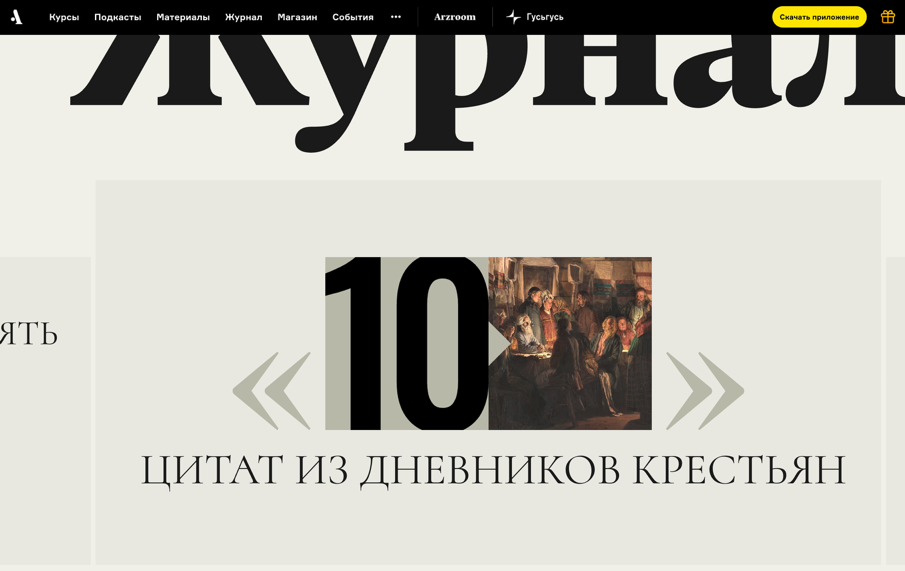 Курсы Подкасты Материалы Журнал Магазин События ••• Arzroom Гусьгусь Скачать приложение
Журнал
ЯТЬ
« 10 »
ЦИТАТ ИЗ ДНЕВНИКОВ КРЕСТЬЯН